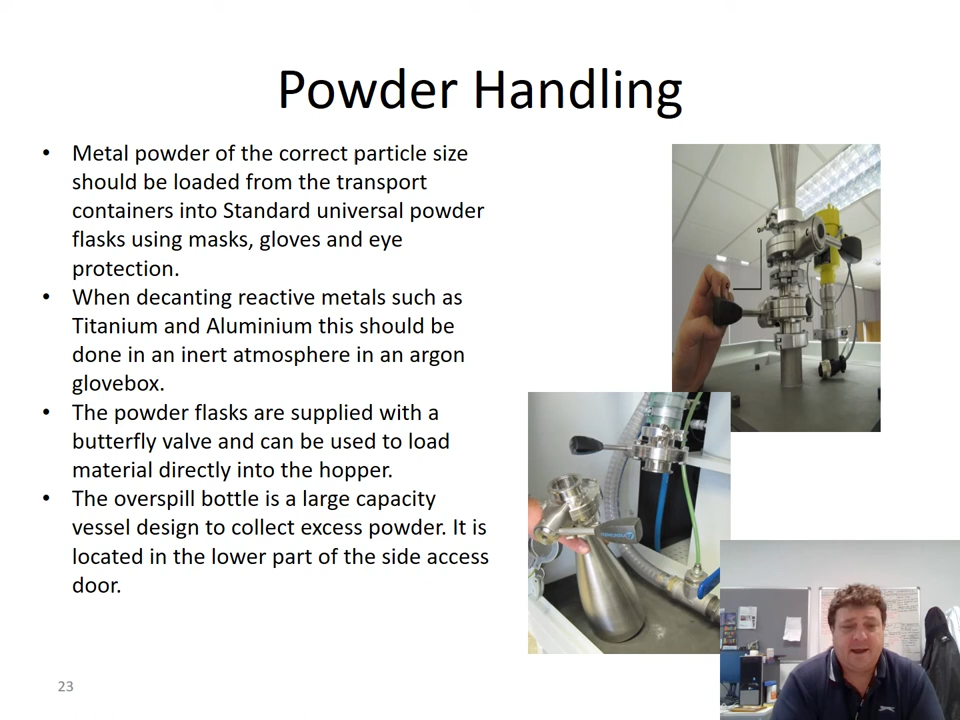 Powder Handling
• Metal powder of the correct particle size
should be loaded from the transport
containers into Standard universal powder
flasks using masks, gloves and eye
protection.
• When decanting reactive metals such as
Titanium and Aluminium this should be
done in an inert atmosphere in an argon
glovebox.
• The powder flasks are supplied with a
butterfly valve and can be used to load
material directly into the hopper.
• The overspill bottle is a large capacity
vessel design to collect excess powder. It is
located in the lower part of the side access
door.
23